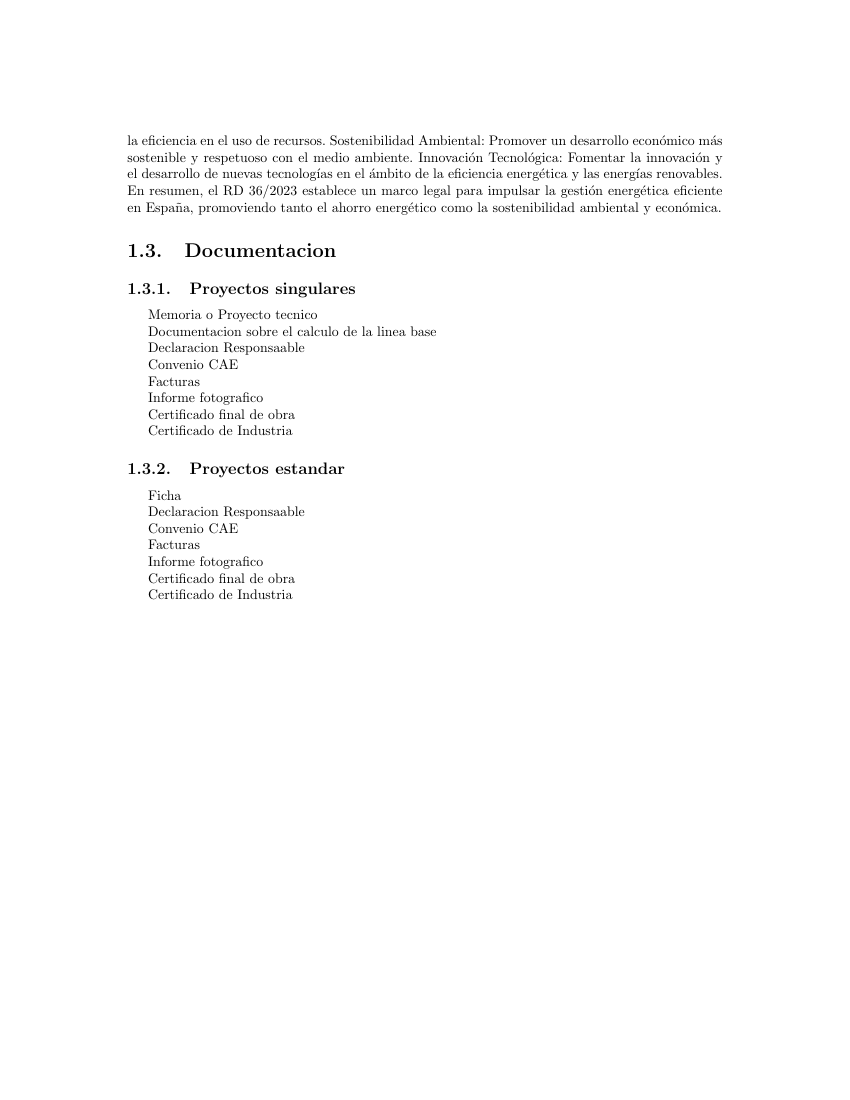 la eficiencia en el uso de recursos. Sostenibilidad Ambiental: Promover un desarrollo económico más
sostenible y respetuoso con el medio ambiente. Innovación Tecnológica: Fomentar la innovación y
el desarrollo de nuevas tecnologías en el ámbito de la eficiencia energética y las energías renovables.
En resumen, el RD 36/2023 establece un marco legal para impulsar la gestión energética eficiente
en España, promoviendo tanto el ahorro energético como la sostenibilidad ambiental y económica.
1.3. Documentacion
1.3.1. Proyectos singulares
Memoria o Proyecto tecnico
Documentacion sobre el calculo de la linea base
Declaracion Responsaable
Convenio CAE
Facturas
Informe fotografico
Certificado final de obra
Certificado de Industria
1.3.2. Proyectos estandar
Ficha
Declaracion Responsaable
Convenio CAE
Facturas
Informe fotografico
Certificado final de obra
Certificado de Industria